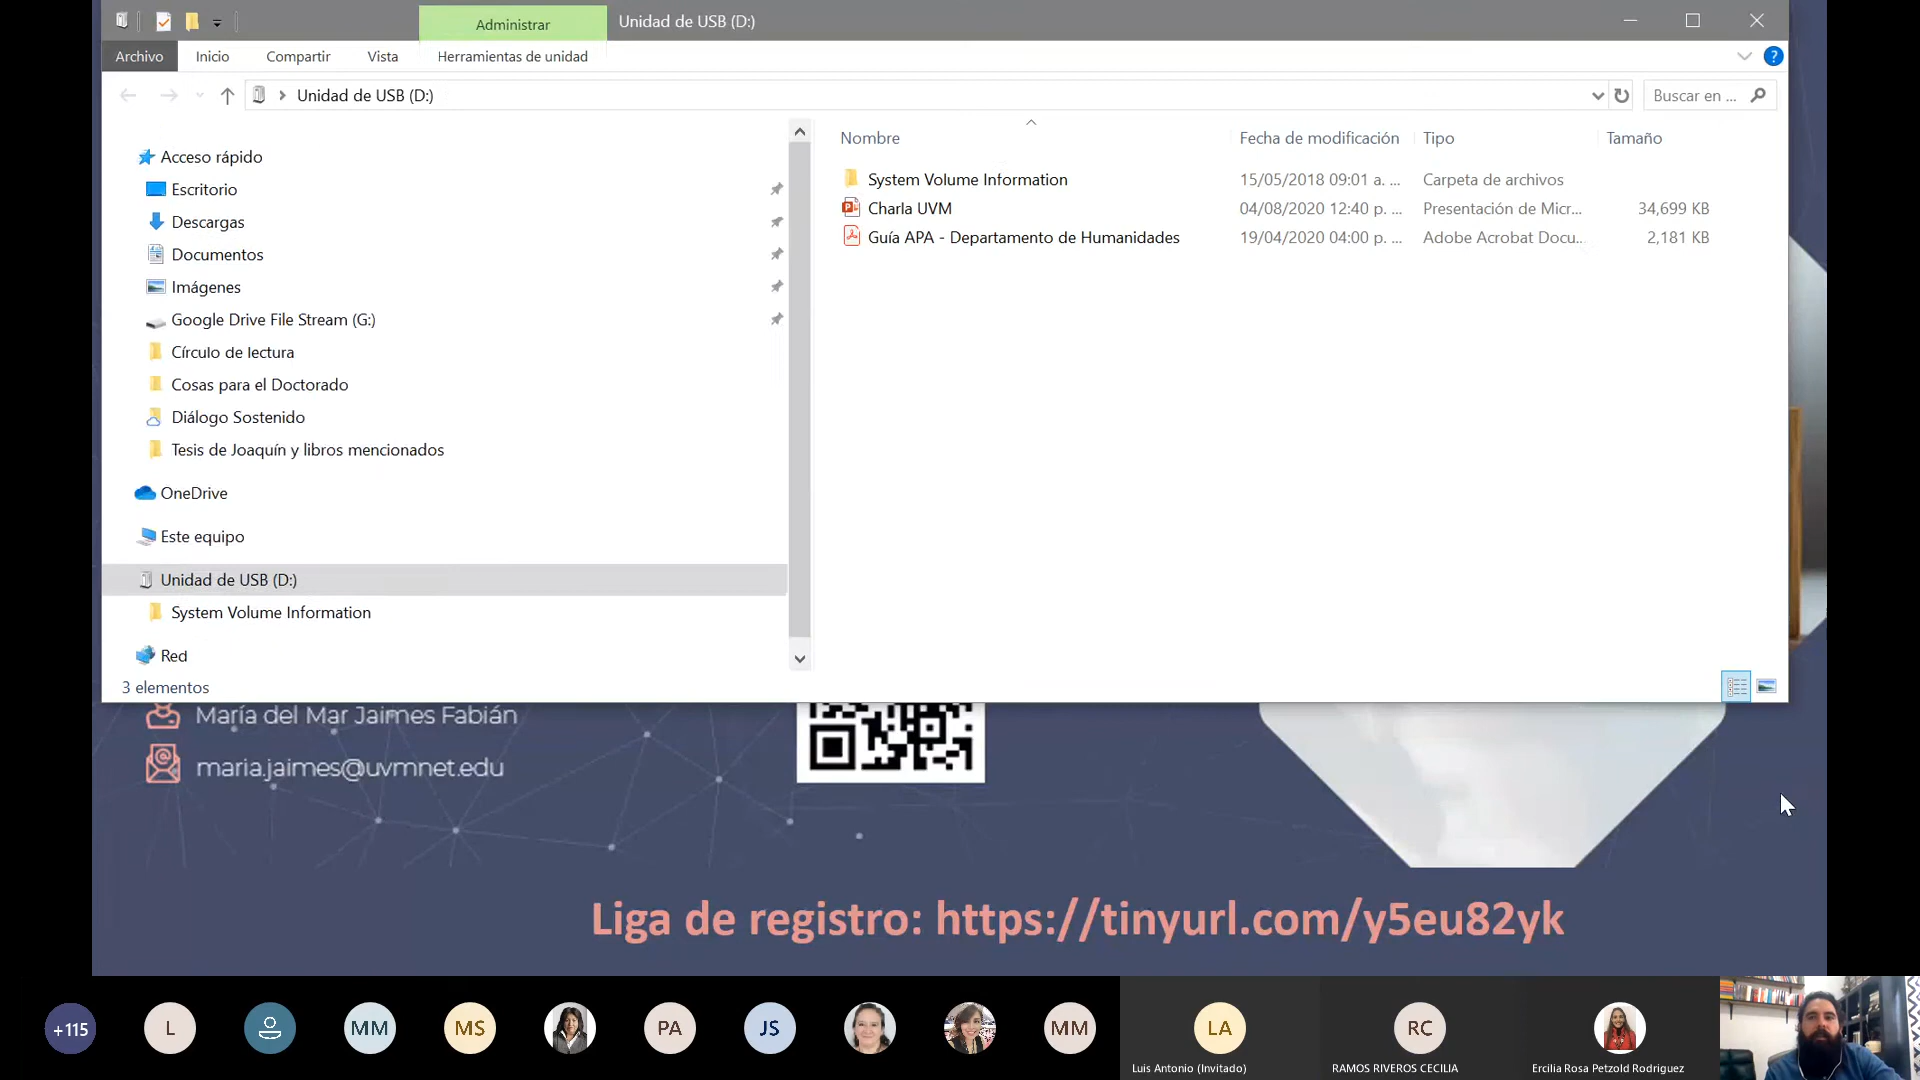 Administrar
Unidad de USB (D:)
Archivo
Inicio
Compartir
Vista
Herramientas de unidad
Unidad de USB (D:)
Buscar en ...
Acceso rápido
Escritorio
Descargas
Documentos
Imágenes
Google Drive File Stream (G:)
Círculo de lectura
Cosas para el Doctorado
Diálogo Sostenido
Tesis de Joaquín y libros mencionados
OneDrive
Este equipo
Unidad de USB (D:)
System Volume Information
Red
Nombre Fecha de modificación Tipo Tamaño
System Volume Information 15/05/2018 09:01 a. ... Carpeta de archivos
Charla UVM 04/08/2020 12:40 p. ... Presentación de Micr... 34,699 KB
Guía APA - Departamento de Humanidades 19/04/2020 04:00 p. ... Adobe Acrobat Docu... 2,181 KB
3 elementos
María del Mar Jaimes Fabián
maria.jaimes@uvmnet.edu
Liga de registro: https://tinyurl.com/y5eu82yk
+115
L
MM
MS
PA
JS
MM
LA
RC
Luis Antonio (Invitado)
RAMOS RIVEROS CECILIA
Ercilia Rosa Petzold Rodriguez